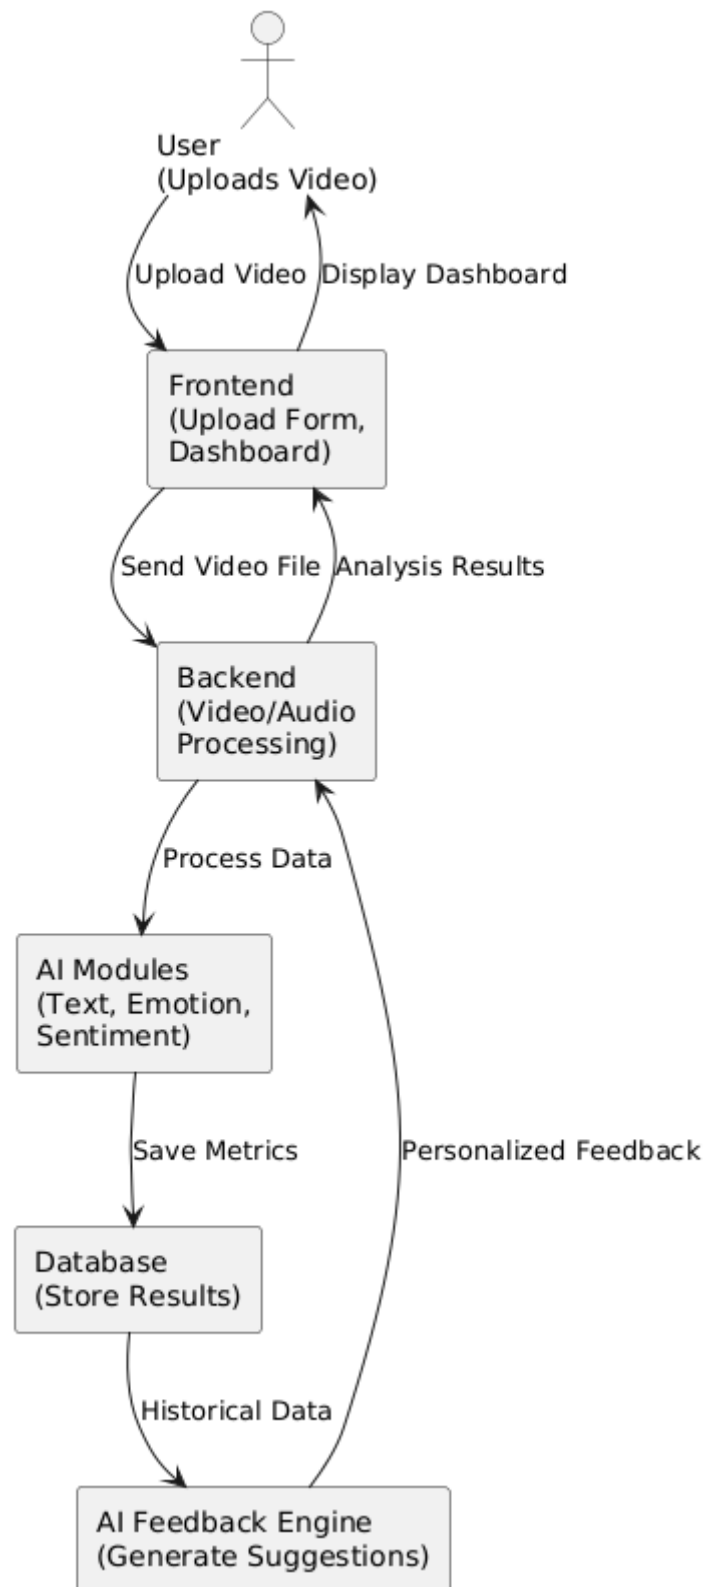 User
(Uploads Video)
Upload Video
Display Dashboard
Frontend
(Upload Form,
Dashboard)
Send Video File
Analysis Results
Backend
(Video/Audio
Processing)
Process Data
AI Modules
(Text, Emotion,
Sentiment)
Save Metrics
Personalized Feedback
Database
(Store Results)
Historical Data
AI Feedback Engine
(Generate Suggestions)